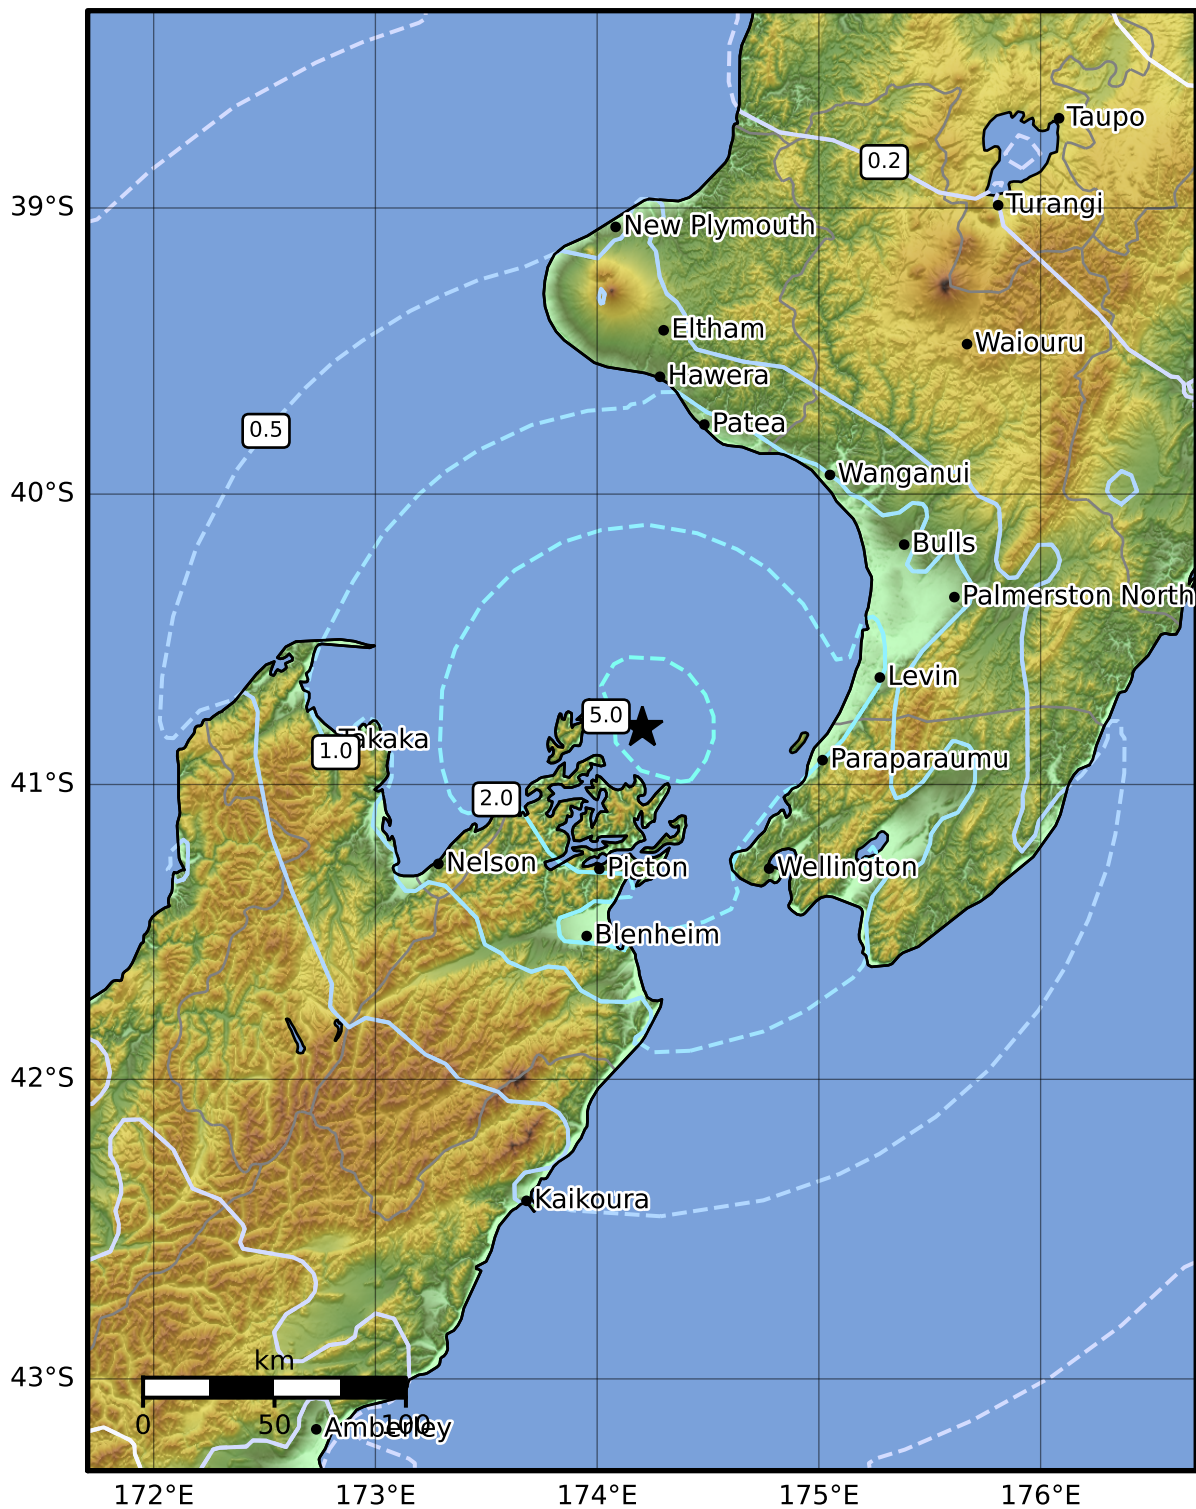 Taupo
0.2
39°S
Turangi
New Plymouth
Eltham
Waiouru
Hawera
Patea
0.5
Wanganui
40°S
Bulls
Palmerston North
Levin
5.0
Takaka
1.0
Paraparaumu
41°S
2.0
Nelson
Picton
Wellington
Blenheim
42°S
Kaikoura
km
43°S
0 50 100
Amberley
172°E 173°E 174°E 175°E 176°E